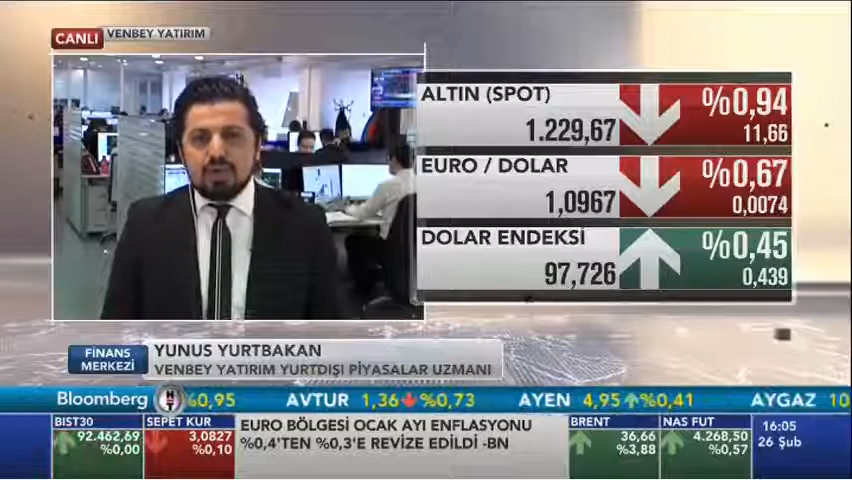 CANLI VENBEY YATIRIM
ALTIN (SPOT)
1.229,67
%0,94
11,66
EURO / DOLAR
1,0967
%0,67
0,0074
DOLAR ENDEKSİ
97,726
%0,45
0,439
FİNANS MERKEZİ
YUNUS YURTBAKAN
VENBEY YATIRIM YURTDIŞI PİYASALAR UZMANI
Bloomberg HT %0,95 AVTUR 1,36 %0,73 AYEN 4,95 %0,41 AYGAZ 10
BIST30
92.462,69
%0,00
SEPET KUR
3,0827
%0,10
EURO BÖLGESİ OCAK AYI ENFLASYONU
%0,4'TEN %0,3'E REVİZE EDİLDİ -BN
BRENT
36,66
%3,88
NAS FUT
4.268,50
%0,57
16:05
26 Şub